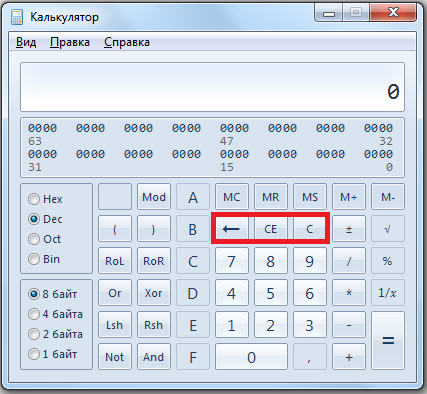 Калькулятор
Вид Правка Справка
0
0000 0000 0000 0000 0000 0000 0000 0000
63 47 32
0000 0000 0000 0000 0000 0000 0000 0000
31 15 0
Hex Mod A MC MR MS M+ M-
Dec ( ) B ← CE C ± √
Oct
Bin RoL RoR C 7 8 9 / %
8 байт Or Xor D 4 5 6 * 1/x
4 байта
2 байта Lsh Rsh E 1 2 3 - =
1 байт Not And F 0 , +